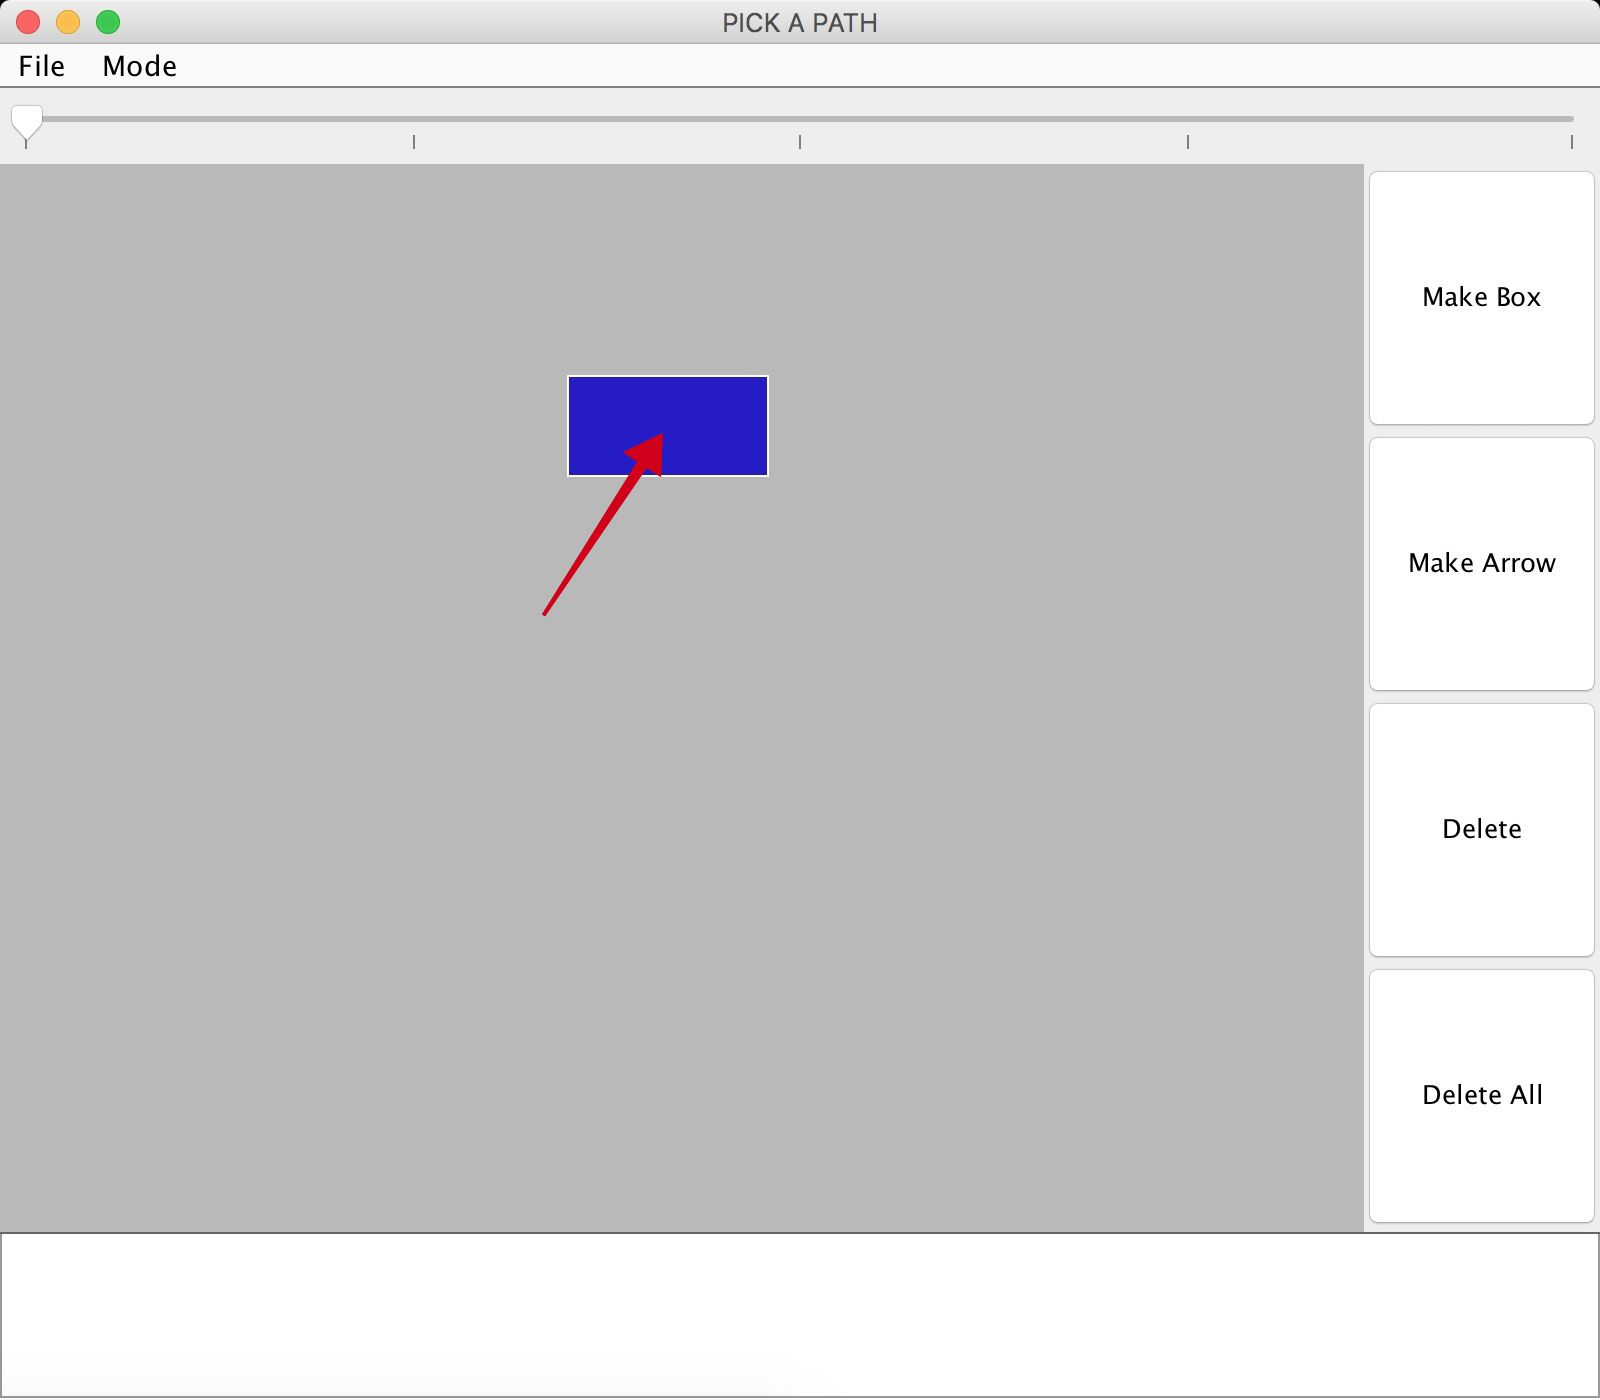 PICK A PATH
File Mode
Make Box
Make Arrow
Delete
Delete All